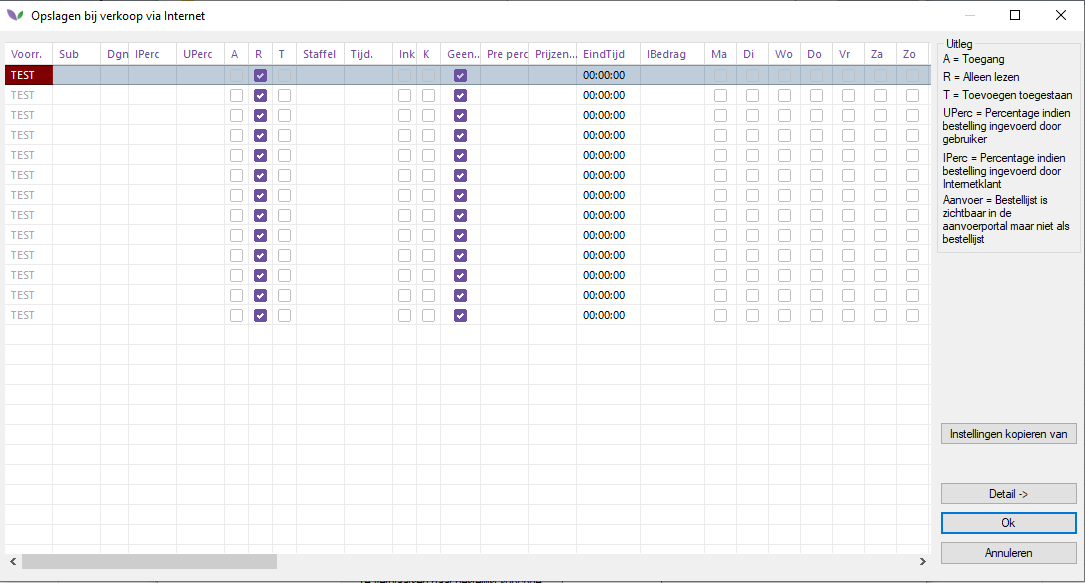 Opslagen bij verkoop via Internet
Voorr. Sub Dgn IPerc UPerc A R T Staffel Tijd. Ink K Geen.. Pre perc Prijzen... EindTijd IBedrag Ma Di Wo Do Vr Za Zo
TEST 00:00:00
TEST 00:00:00
TEST 00:00:00
TEST 00:00:00
TEST 00:00:00
TEST 00:00:00
TEST 00:00:00
TEST 00:00:00
TEST 00:00:00
TEST 00:00:00
TEST 00:00:00
TEST 00:00:00
TEST 00:00:00
Uitleg
A = Toegang
R = Alleen lezen
T = Toevoegen toegestaan
UPerc = Percentage indien
bestelling ingevoerd door
gebruiker
IPerc = Percentage indien
bestelling ingevoerd door
Internetklant
Aanvoer = Bestellijst is
zichtbaar in de
aanvoerportal maar niet als
bestellijst
Instellingen kopieren van
Detail ->
Ok
Annuleren